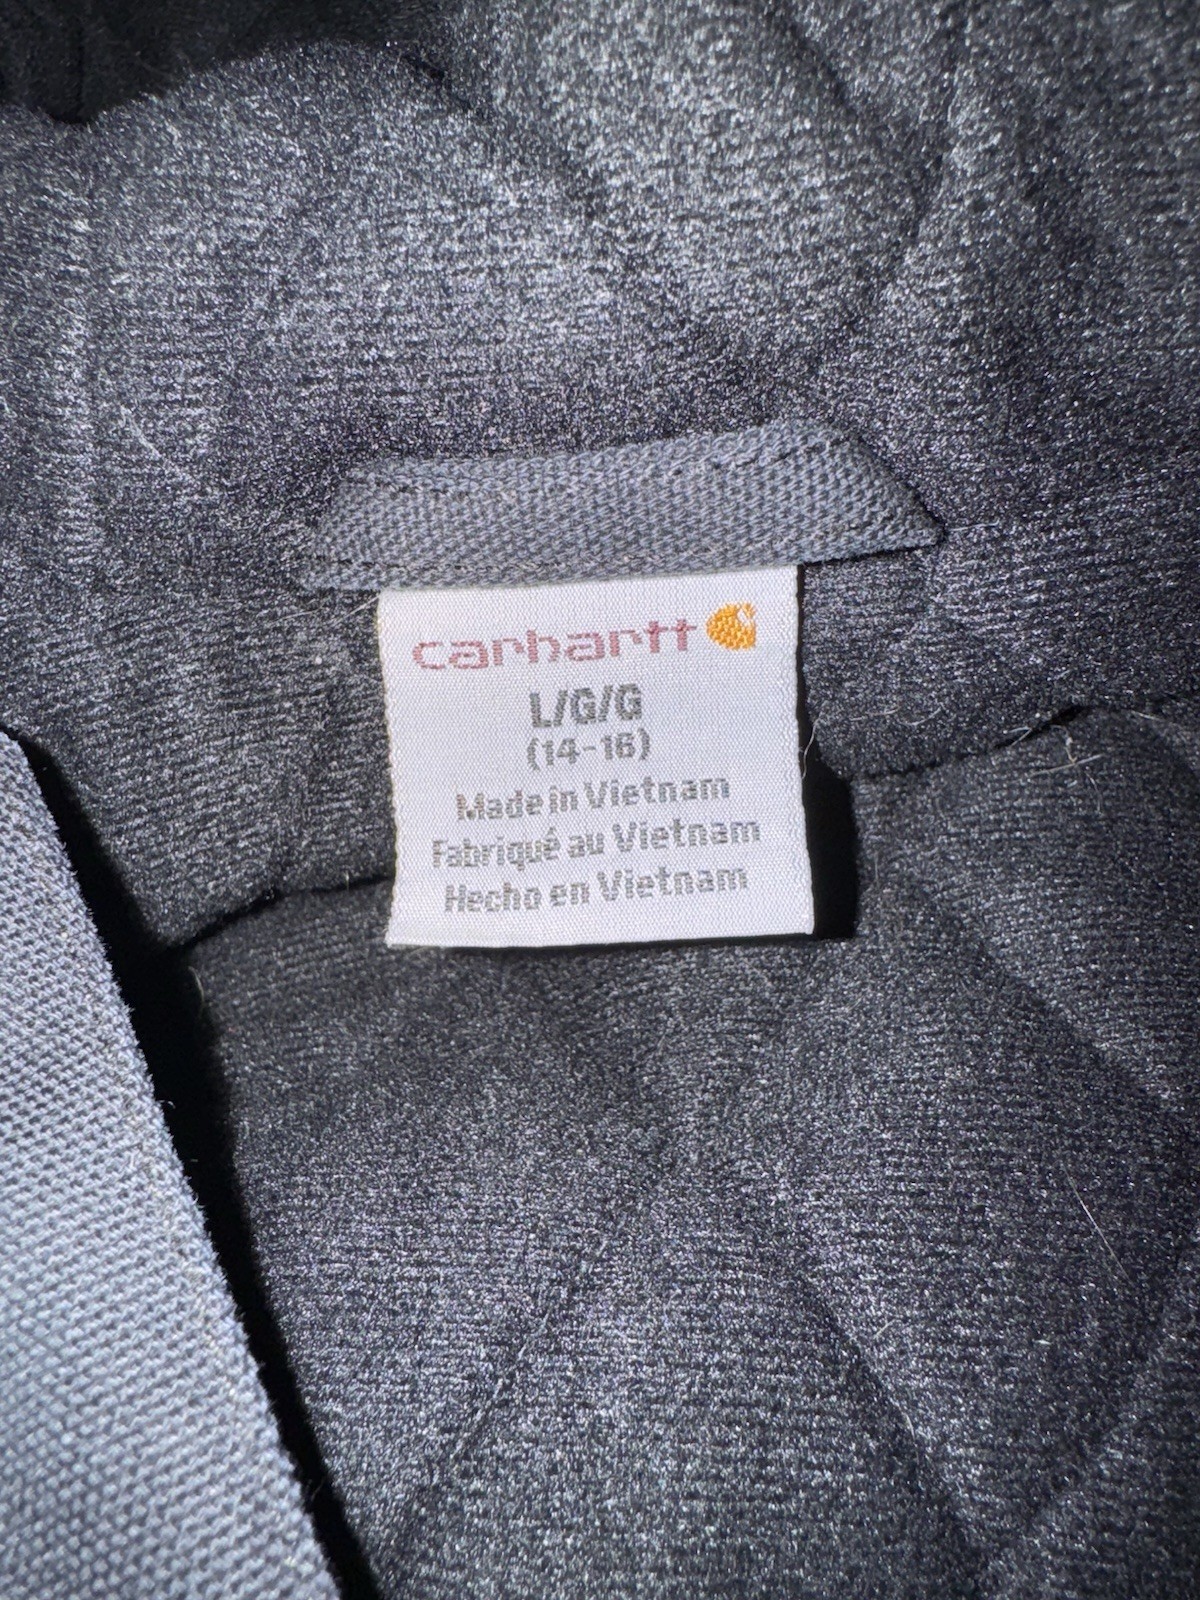 carhartt
L/G/G
(14-16)
Made in Vietnam
Fabriqué au Vietnam
Hecho en Vietnam